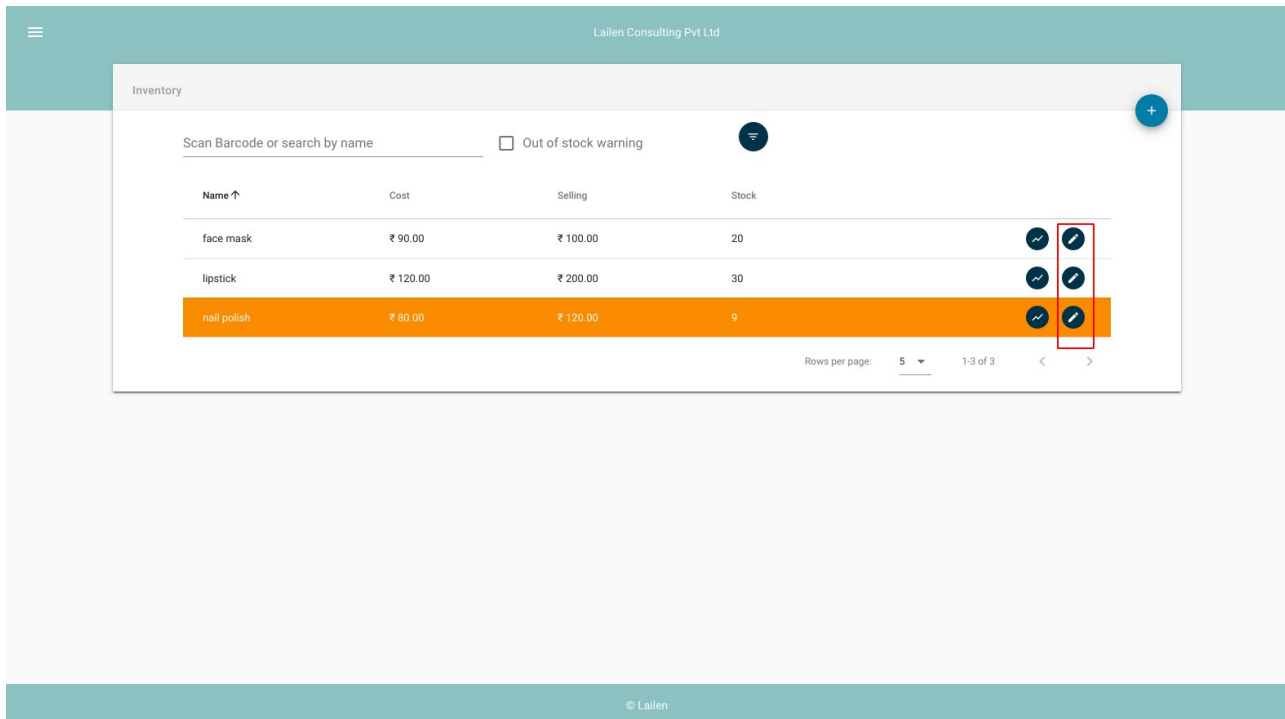 Lailen Consulting Pvt Ltd
Inventory
Scan Barcode or search by name Out of stock warning
Name Cost Selling Stock
face mask ₹ 90.00 ₹ 100.00 20
lipstick ₹ 120.00 ₹ 200.00 30
nail polish ₹ 80.00 ₹ 120.00 9
Rows per page: 5 1-3 of 3
© Lailen